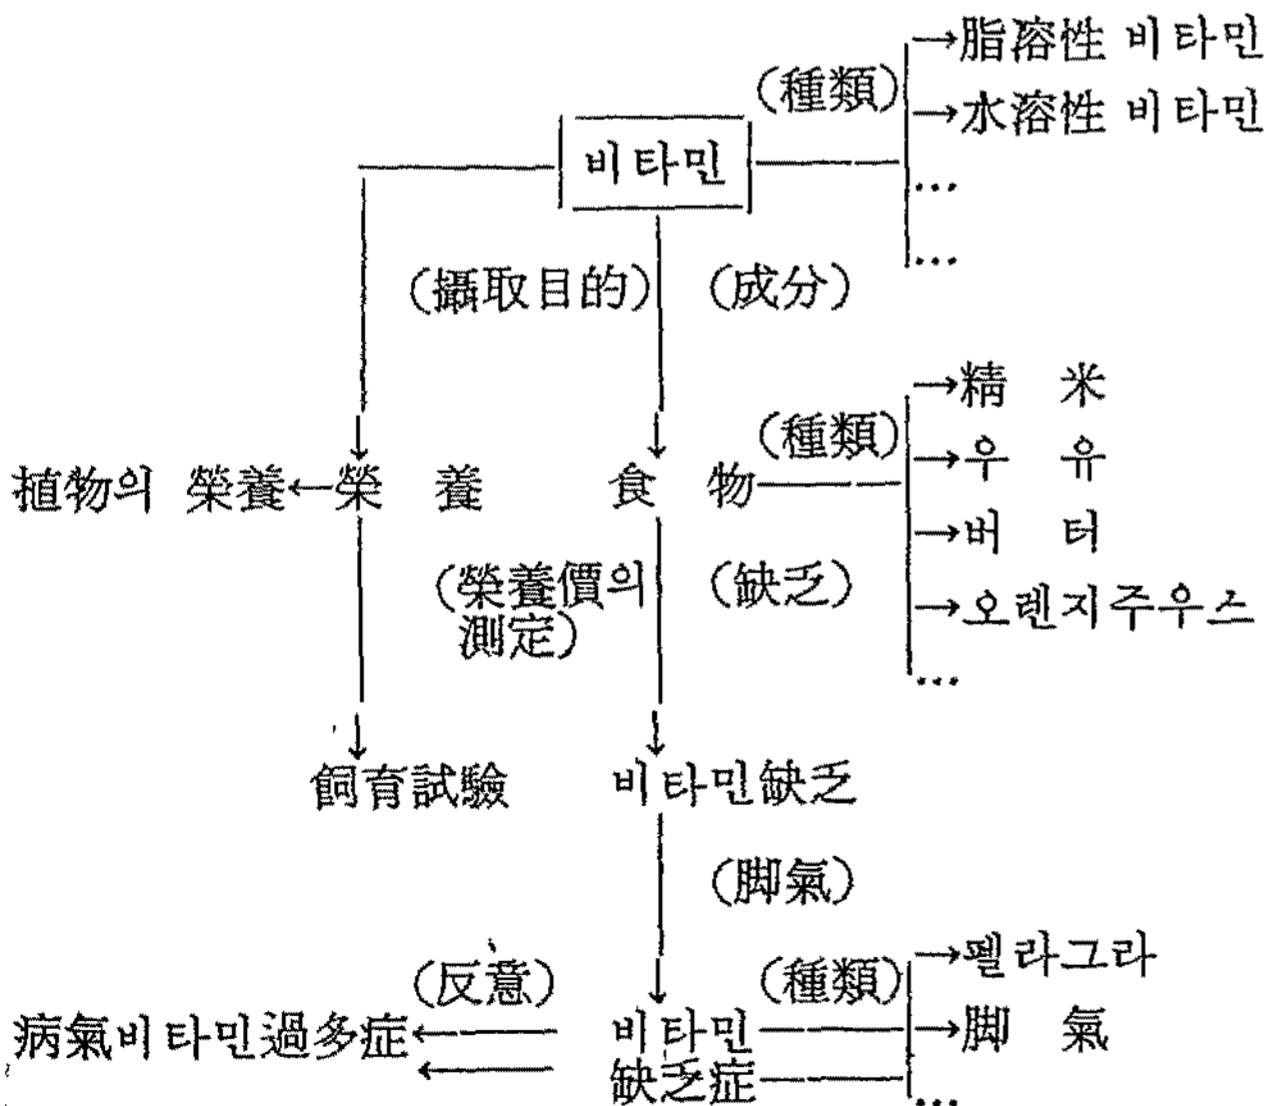 →脂溶性 비타민
(種類)
→水溶性 비타민
비타민
...
...
(攝取目的) (成分)
→精 米
(種類)
→우 유
植物의 榮養←榮 養 食 物
→버 터
(榮養價의 測定) (缺乏)
→오렌지주우스
...
飼育試驗 비타민缺乏
(脚氣)
→펠라그라
(反意) (種類)
病氣비타민過多症← 비타민 →脚 氣
← 缺乏症
...